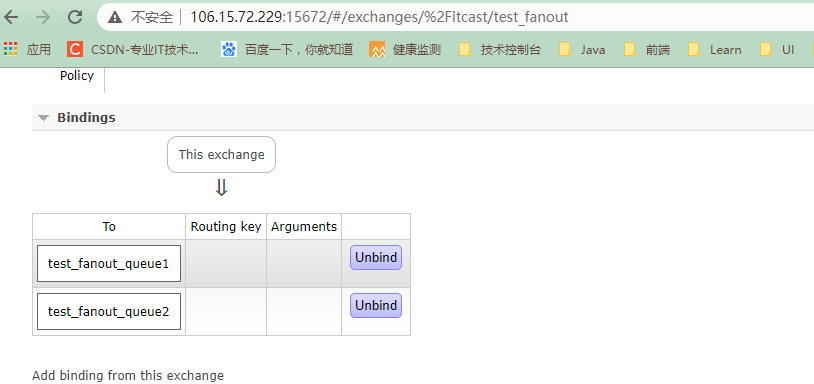 不安全 | 106.15.72.229:15672/#/exchanges/%2Fitcast/test_fanout
应用 CSDN-专业IT技术... 百度一下，你就知道 健康监测 技术控制台 Java 前端 Learn UI
Policy
Bindings
This exchange
⇓
To Routing key Arguments
test_fanout_queue1 Unbind
test_fanout_queue2 Unbind
Add binding from this exchange